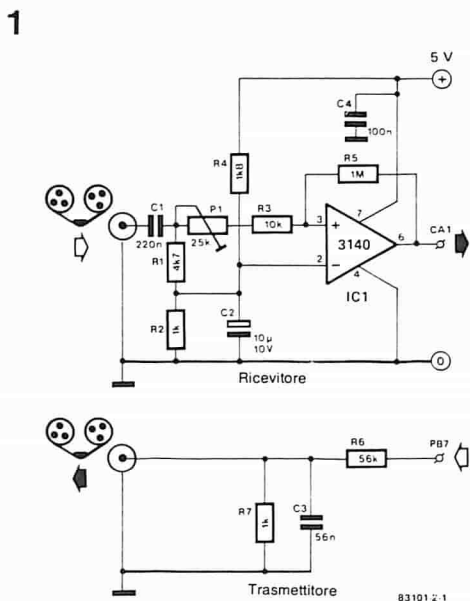 1
5 V
+
C4
100n
R4
1k8
R5
1M
C1
220n
P1
25k
R3
10k
3
+
7
3140
6
CA1
2
−
4
IC1
R1
4k7
R2
1k
C2
10µ
10V
0
Ricevitore
R6
56k
PB7
R7
1k
C3
56n
Trasmettitore
83101-2-1